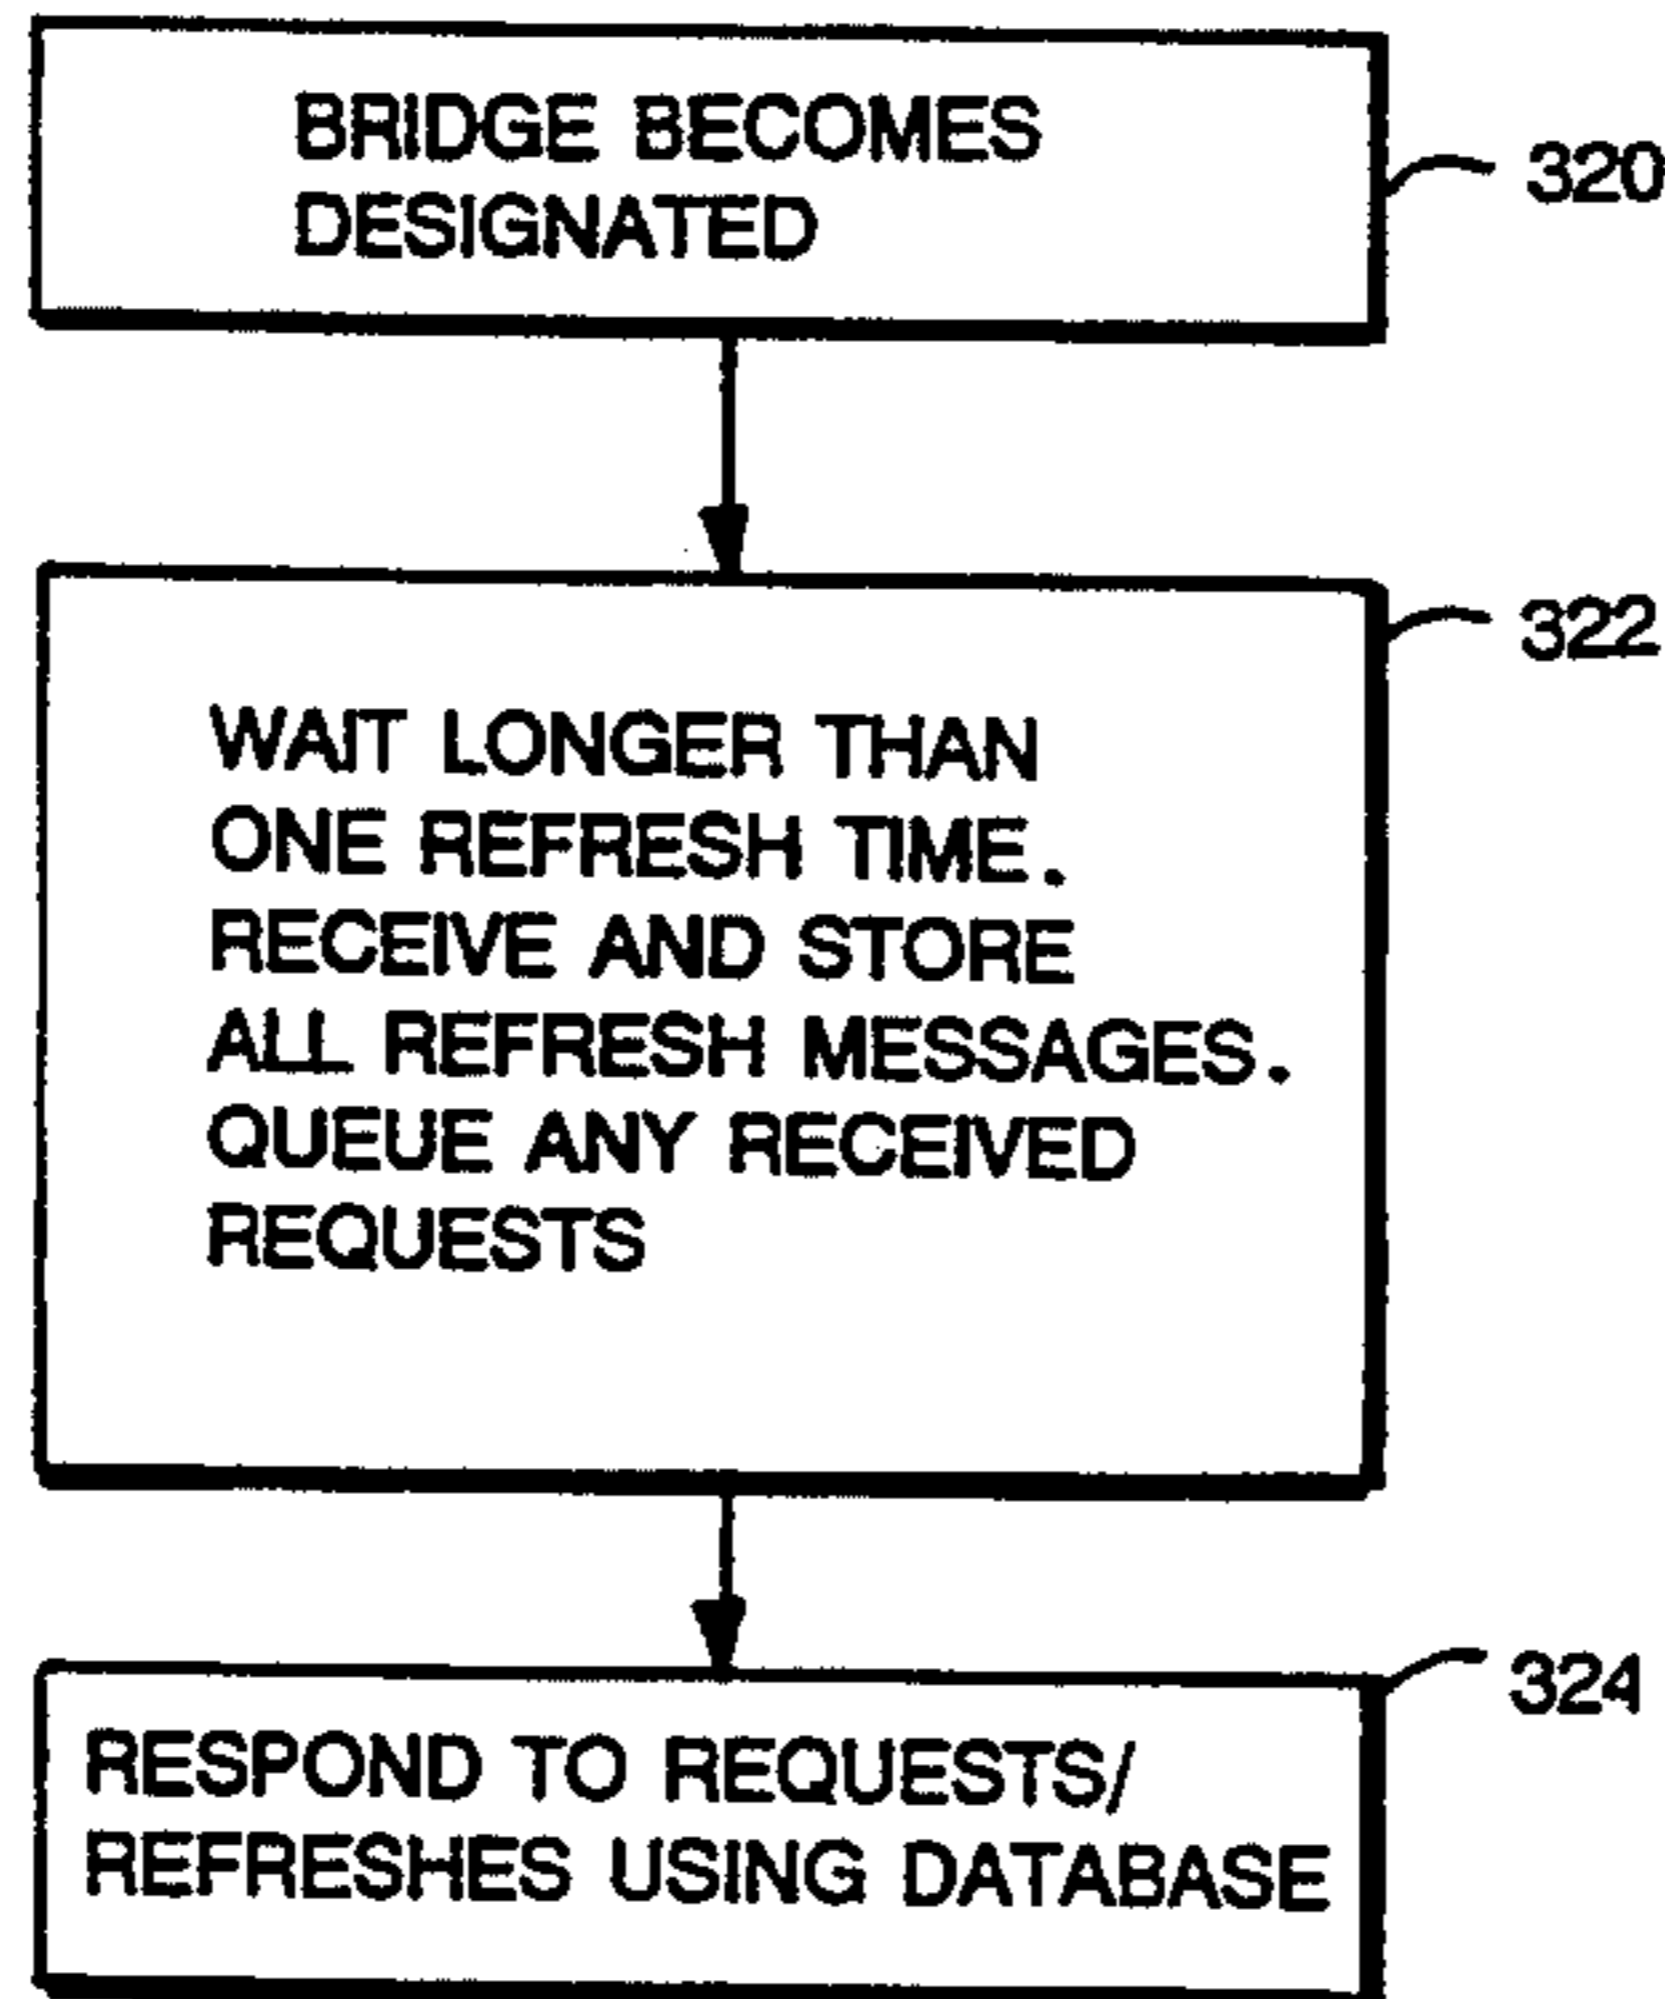 BRIDGE BECOMES
DESIGNATED
320
322
WAIT LONGER THAN
ONE REFRESH TIME.
RECEIVE AND STORE
ALL REFRESH MESSAGES.
QUEUE ANY RECEIVED
REQUESTS
324
RESPOND TO REQUESTS/
REFRESHES USING DATABASE